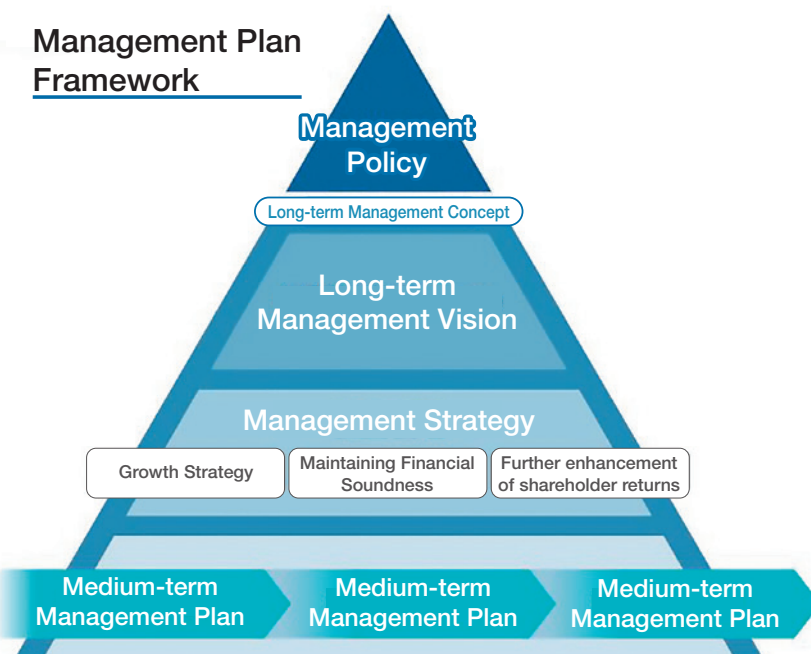 Management Plan
Framework
Management
Policy
Long-term Management Concept
Long-term
Management Vision
Management Strategy
Growth Strategy
Maintaining Financial
Soundness
Further enhancement
of shareholder returns
Medium-term
Management Plan
Medium-term
Management Plan
Medium-term
Management Plan